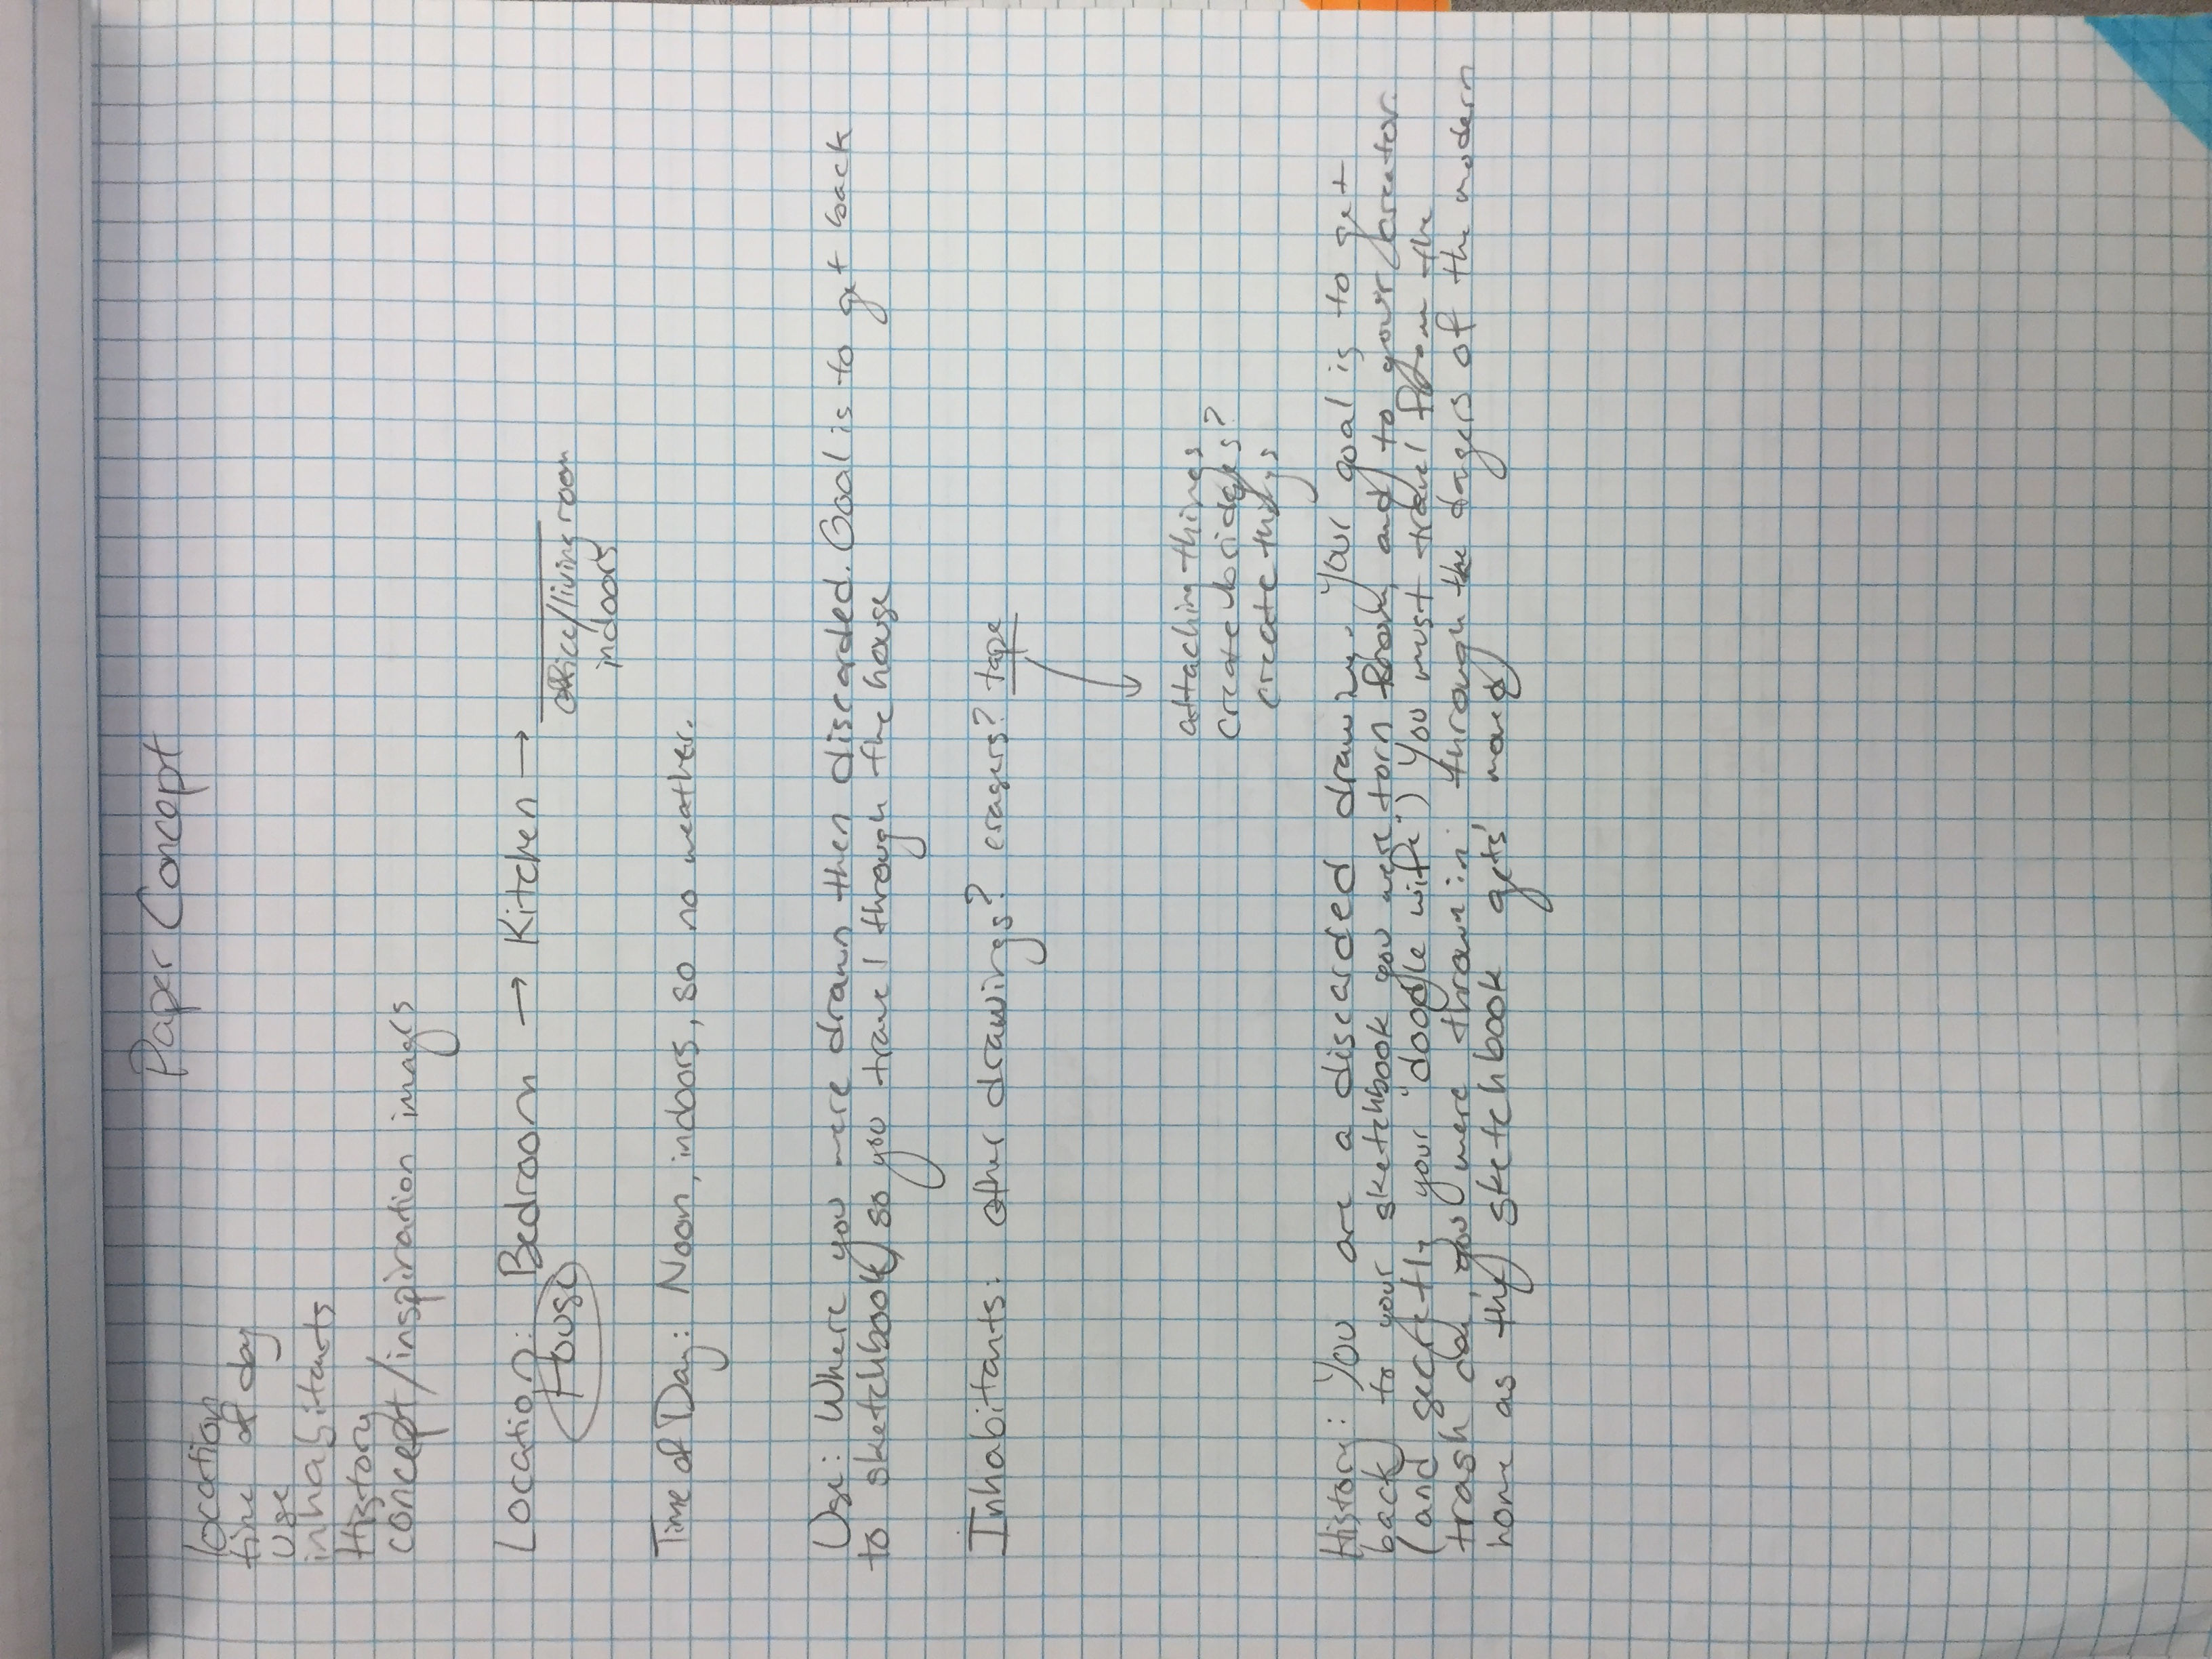 Paper Concept
location
time of day
use
inhabitants
History
concept/inspiration images
Location: Bedroom → Kitchen → ______
House
office/living room
indoors
Time of Day: Noon, indoors, so no weather.
Use: Where you were drawn then discarded. Goal is to get back
to sketchbook, so you travel through the house
Inhabitants: other drawings? erasers? tape
attaching things
create bridges?
create things
History: You are a discarded drawing. Your goal is to get
back to your sketchbook you were torn from and to your creator.
(and secretly your "doodle wife") You must travel from the
trash can, you were thrown in, through the dagers of the modern
home as the sketchbook gets moved